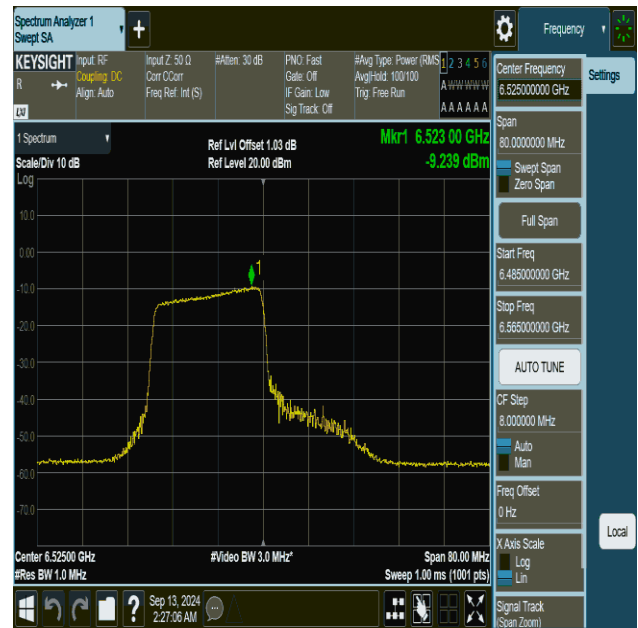 Spectrum Analyzer 1
Swept SA
Frequency
KEYSIGHT
R
LXI
Input: RF
Coupling: DC
Align: Auto
Input Z: 50 Ω
Corr CCorr
Freq Ref: Int (S)
#Atten: 30 dB
PNO: Fast
Gate: Off
IF Gain: Low
Sig Track: Off
#Avg Type: Power (RMS
Avg|Hold: 100/100
Trig: Free Run
1 2 3 4 5 6
A W W W W W
A A A A A A
Center Frequency
6.525000000 GHz
Settings
Span
80.0000000 MHz
Swept Span
Zero Span
Full Span
Start Freq
6.485000000 GHz
Stop Freq
6.565000000 GHz
AUTO TUNE
CF Step
8.000000 MHz
Auto
Man
Freq Offset
0 Hz
X Axis Scale
Log
Lin
Local
Signal Track
(Span Zoom)
1 Spectrum
Scale/Div 10 dB
Log
Ref Lvl Offset 1.03 dB
Ref Level 20.00 dBm
Mkr1 6.523 00 GHz
-9.239 dBm
1
10.0
0.00
-10.0
-20.0
-30.0
-40.0
-50.0
-60.0
-70.0
Center 6.52500 GHz
#Res BW 1.0 MHz
#Video BW 3.0 MHz*
Span 80.00 MHz
Sweep 1.00 ms (1001 pts)
?
Sep 13, 2024
2:27:06 AM